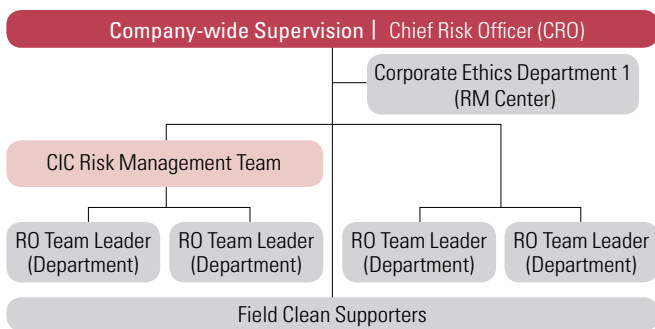 Company-wide Supervision | Chief Risk Officer (CRO)
Corporate Ethics Department 1
(RM Center)
CIC Risk Management Team
RO Team Leader
(Department)
RO Team Leader
(Department)
RO Team Leader
(Department)
RO Team Leader
(Department)
Field Clean Supporters